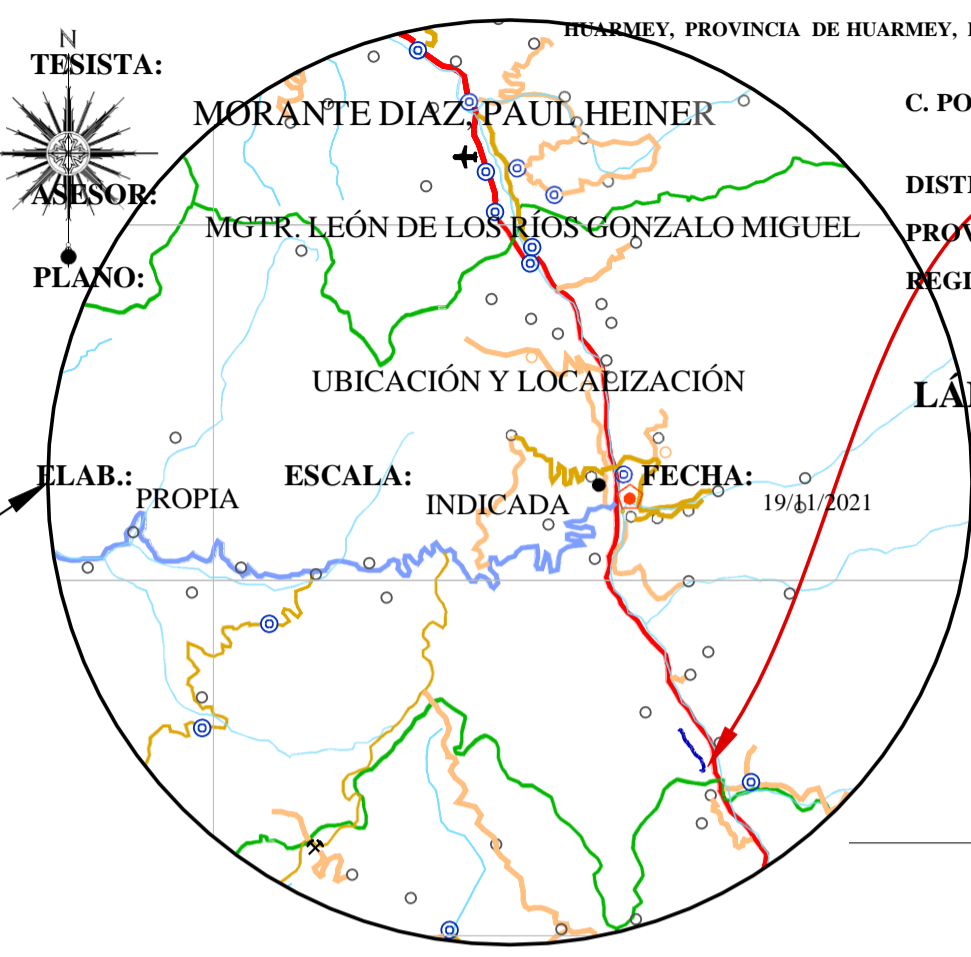 HUARMEY, PROVINCIA DE HUARMEY,
N
TESISTA:
MORANTE DIAZ, PAUL HEINER
C. PO
ASESOR:
DISTI
MGTR. LEÓN DE LOS RÍOS GONZALO MIGUEL
PROV
PLANO:
REGI
UBICACIÓN Y LOCALIZACIÓN
LÁ
ELAB.: ESCALA: FECHA:
PROPIA INDICADA 19/11/2021